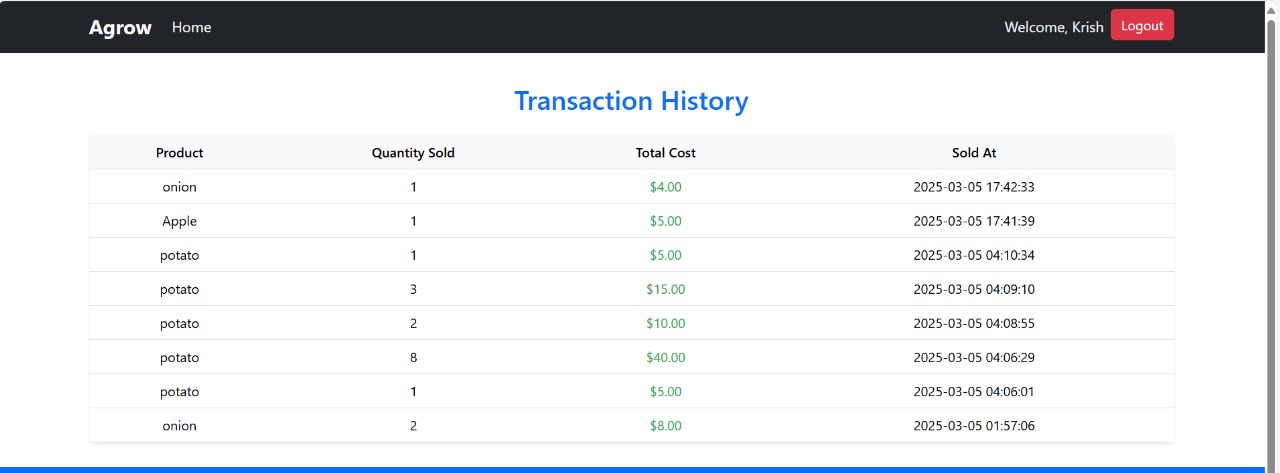 Agrow Home Welcome, Krish Logout
Transaction History
Product Quantity Sold Total Cost Sold At
onion 1 $4.00 2025-03-05 17:42:33
Apple 1 $5.00 2025-03-05 17:41:39
potato 1 $5.00 2025-03-05 04:10:34
potato 3 $15.00 2025-03-05 04:09:10
potato 2 $10.00 2025-03-05 04:08:55
potato 8 $40.00 2025-03-05 04:06:29
potato 1 $5.00 2025-03-05 04:06:01
onion 2 $8.00 2025-03-05 01:57:06